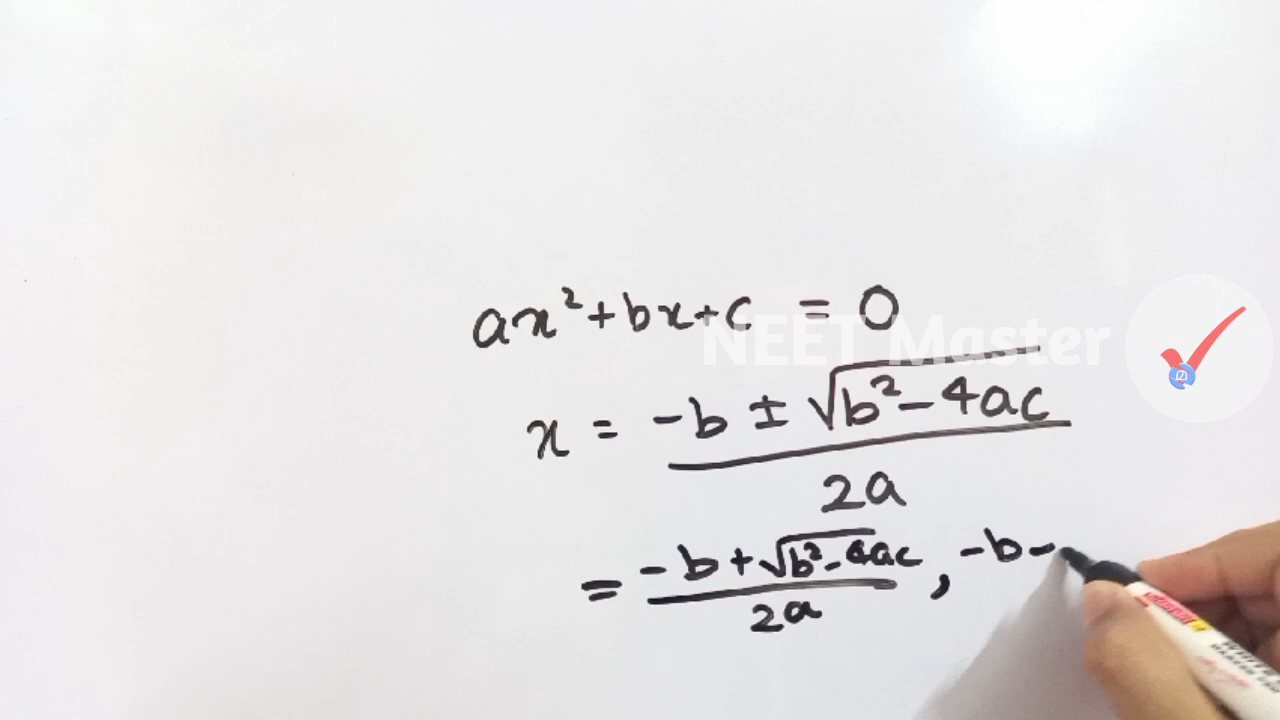 ax²+bx+c = 0
NEET Master
x = -b ± √b²-4ac
2a
= -b+√b²-4ac , -b-
2a